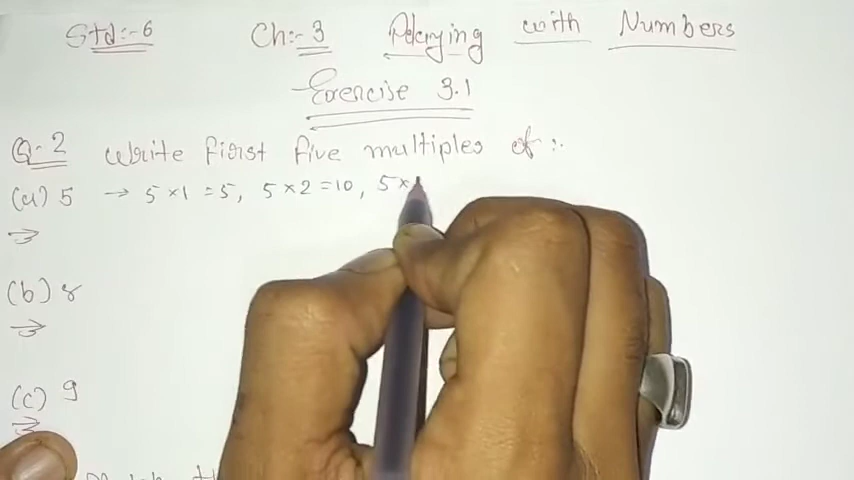 Std:-6 Ch:-3 Playing with Numbers
Exercise 3.1
Q-2 Write first five multiples of :-
(a) 5 → 5×1 =5, 5×2 =10, 5×
⇒
(b) 8
⇒
(c) 9
⇒